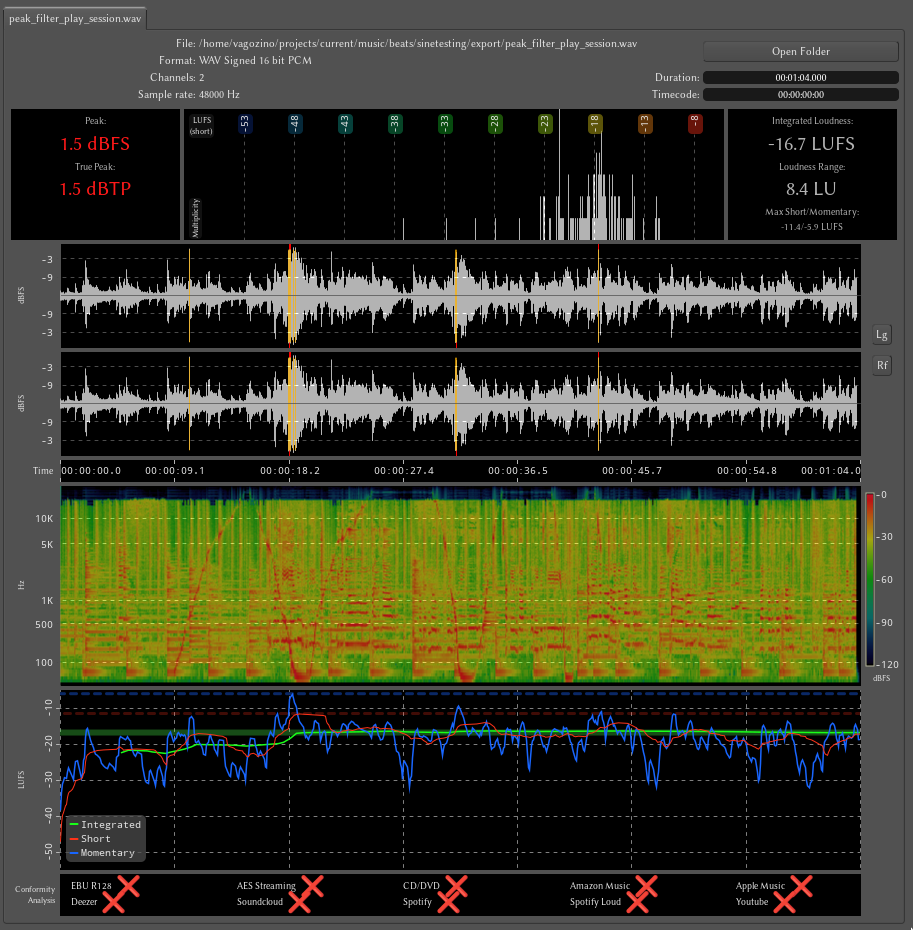 peak_filter_play_session.wav
File: /home/vagozino/projects/current/music/beats/sinetesting/export/peak_filter_play_session.wav
Format: WAV Signed 16 bit PCM
Channels: 2
Sample rate: 48000 Hz
Open Folder
Duration: 00:01:04.000
Timecode: 00:00:00:00
Peak:
1.5 dBFS
True Peak:
1.5 dBTP
LUFS
(short)
-53 -48 -43 -38 -33 -28 -23 -18 -13 -8
Multiplicity
Integrated Loudness:
-16.7 LUFS
Loudness Range:
8.4 LU
Max Short/Momentary:
-11.4/-5.9 LUFS
-3
-9
dBFS
-9
-3
Lg
-3
-9
dBFS
-9
-3
Rf
Time 00:00:00.0 00:00:09.1 00:00:18.2 00:00:27.4 00:00:36.5 00:00:45.7 00:00:54.8 00:01:04.0
10K
5K
Hz
1K
500
100
-0
-30
-60
-90
-120
dBFS
-10
-20
LUFS
-30
-40
-50
Integrated
Short
Momentary
Conformity
Analysis
EBU R128 AES Streaming CD/DVD Amazon Music Apple Music
Deezer Soundcloud Spotify Spotify Loud Youtube